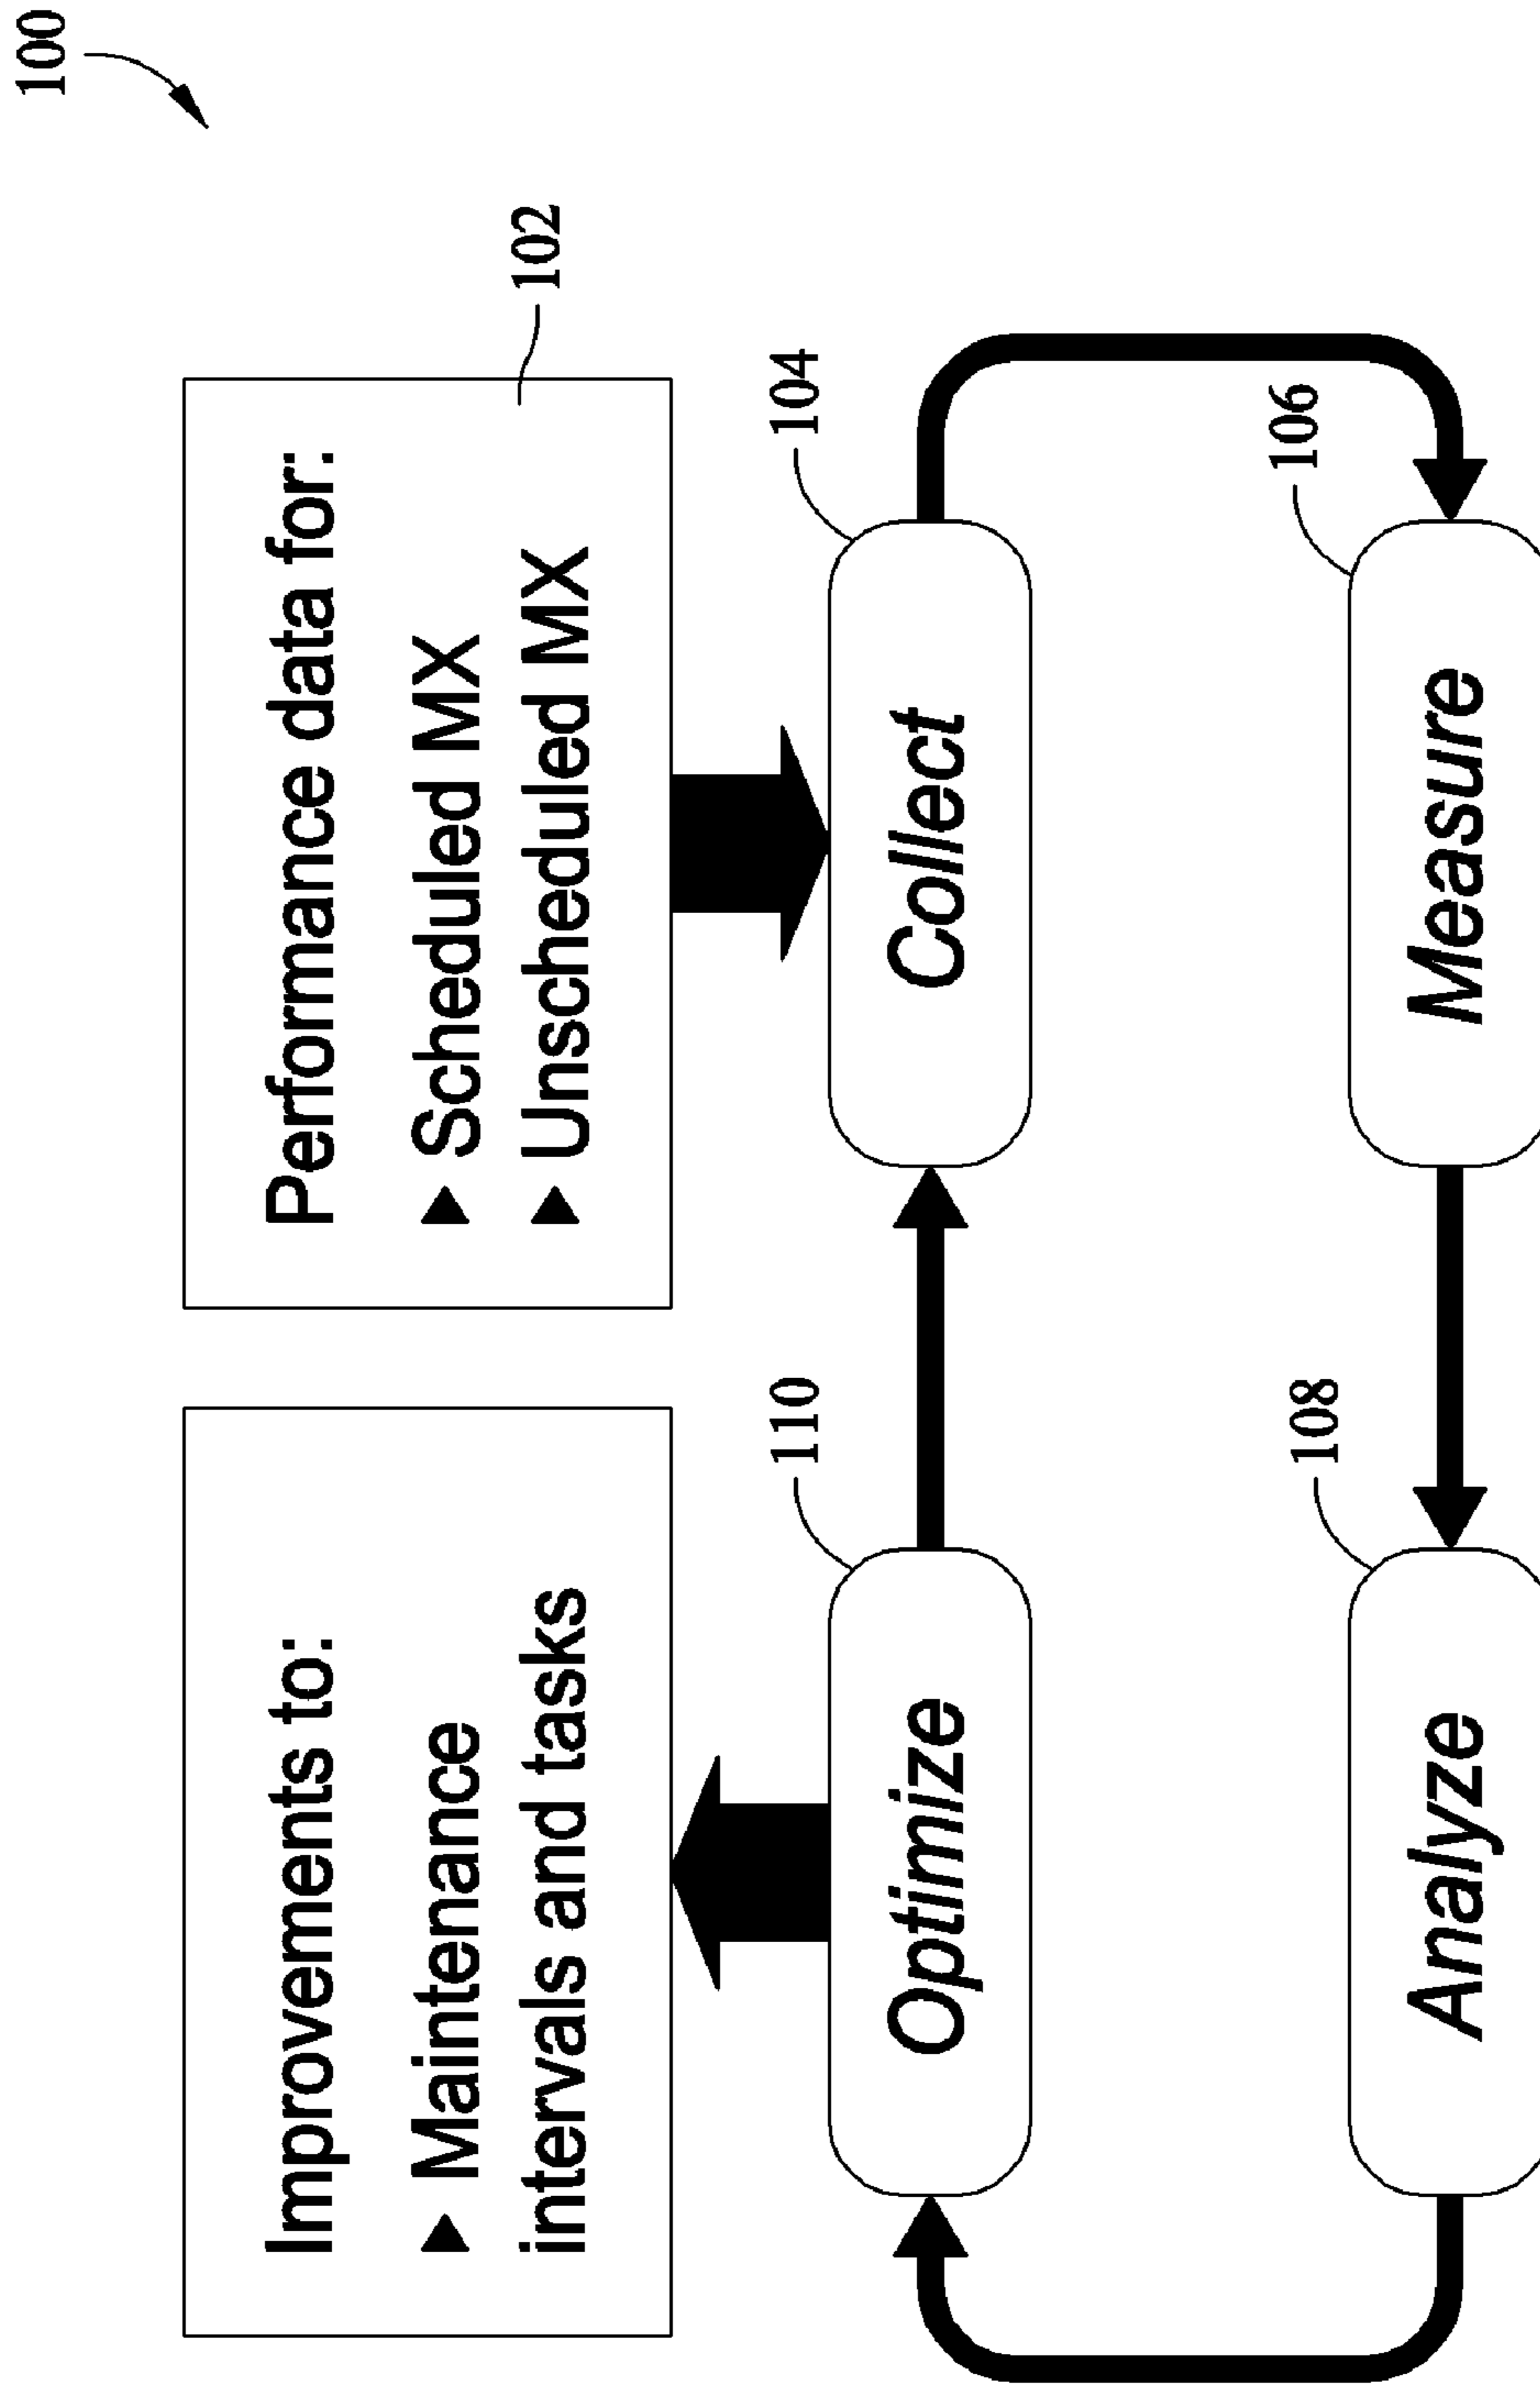 100
Improvements to:
▶ Maintenance
intervals and tasks
Performance data for:
▶ Scheduled MX
▶ Unscheduled MX
102
110
Optimize
104
Collect
108
Analyze
106
Measure